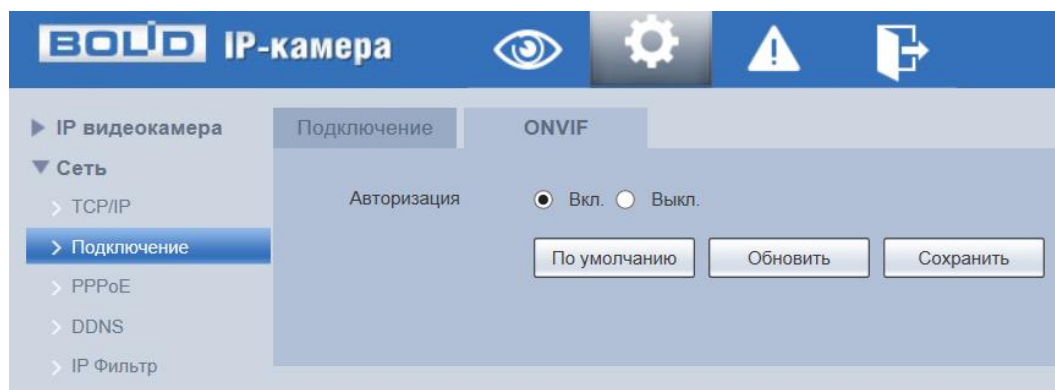 BOLID IP-камера
IP видеокамера
Сеть
TCP/IP
Подключение
PPPoE
DDNS
IP Фильтр
Подключение ONVIF
Авторизация Вкл. Выкл.
По умолчанию Обновить Сохранить